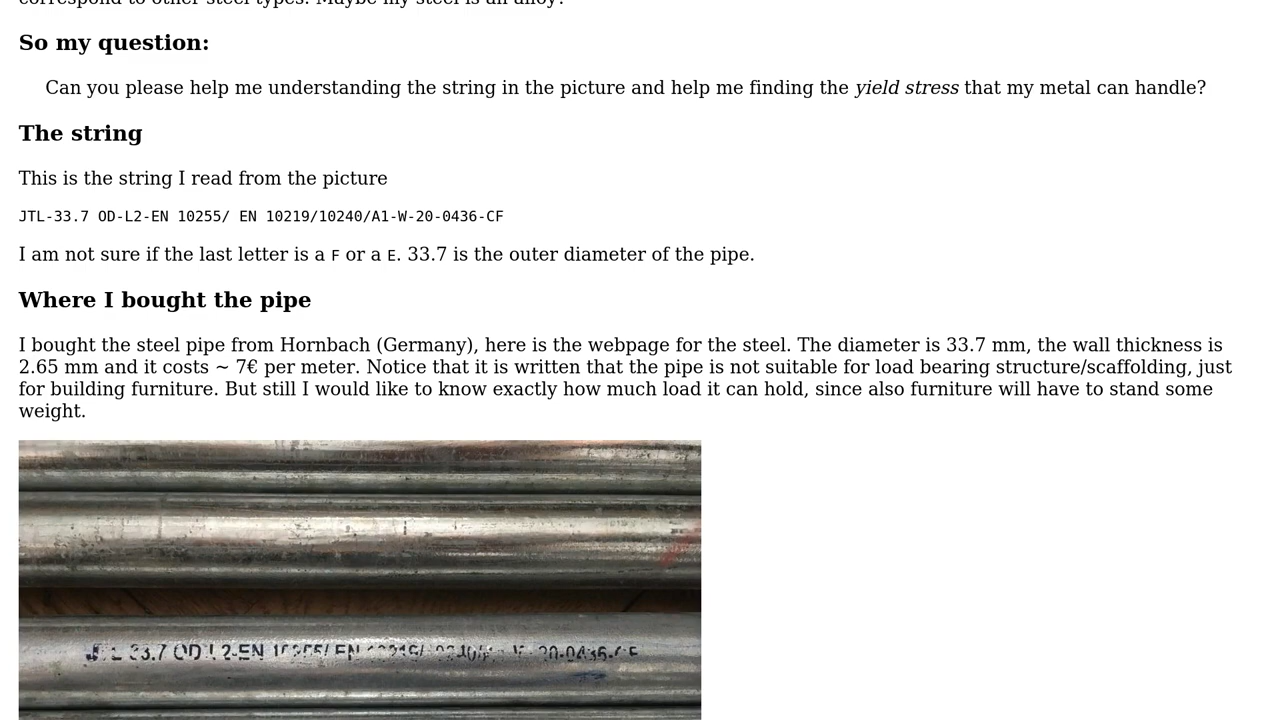 correspond to other steel types. Maybe my steel is an alloy?
So my question:
Can you please help me understanding the string in the picture and help me finding the yield stress that my metal can handle?
The string
This is the string I read from the picture
JTL-33.7 OD-L2-EN 10255/ EN 10219/10240/A1-W-20-0436-CF
I am not sure if the last letter is a F or a E. 33.7 is the outer diameter of the pipe.
Where I bought the pipe
I bought the steel pipe from Hornbach (Germany), here is the webpage for the steel. The diameter is 33.7 mm, the wall thickness is
2.65 mm and it costs ~ 7€ per meter. Notice that it is written that the pipe is not suitable for load bearing structure/scaffolding, just
for building furniture. But still I would like to know exactly how much load it can hold, since also furniture will have to stand some
weight.
33.7 OD L2-EN 10255/ EN